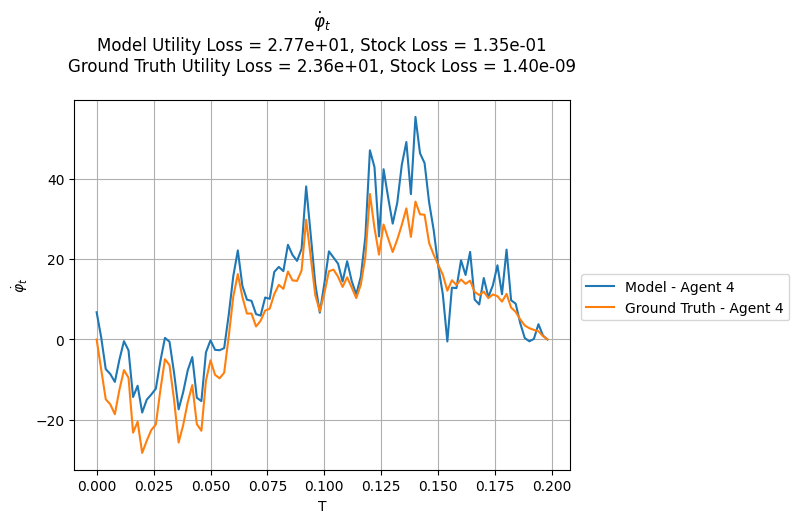 φ̇ₜ
Model Utility Loss = 2.77e+01, Stock Loss = 1.35e-01
Ground Truth Utility Loss = 2.36e+01, Stock Loss = 1.40e-09
φ̇ₜ
40
20
0
−20
0.000 0.025 0.050 0.075 0.100 0.125 0.150 0.175 0.200
T
Model - Agent 4
Ground Truth - Agent 4